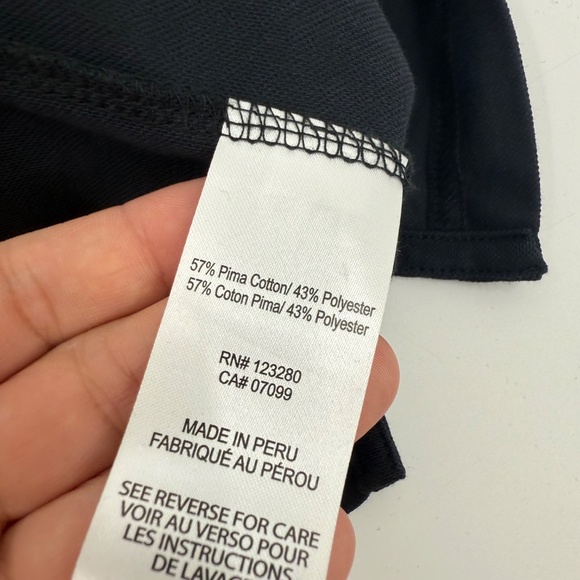 57% Pima Cotton/ 43% Polyester
57% Coton Pima/ 43% Polyester
RN# 123280
CA# 07099
MADE IN PERU
FABRIQUÉ AU PÉROU
SEE REVERSE FOR CARE
VOIR AU VERSO POUR
LES INSTRUCTIONS
DE LAVAGE